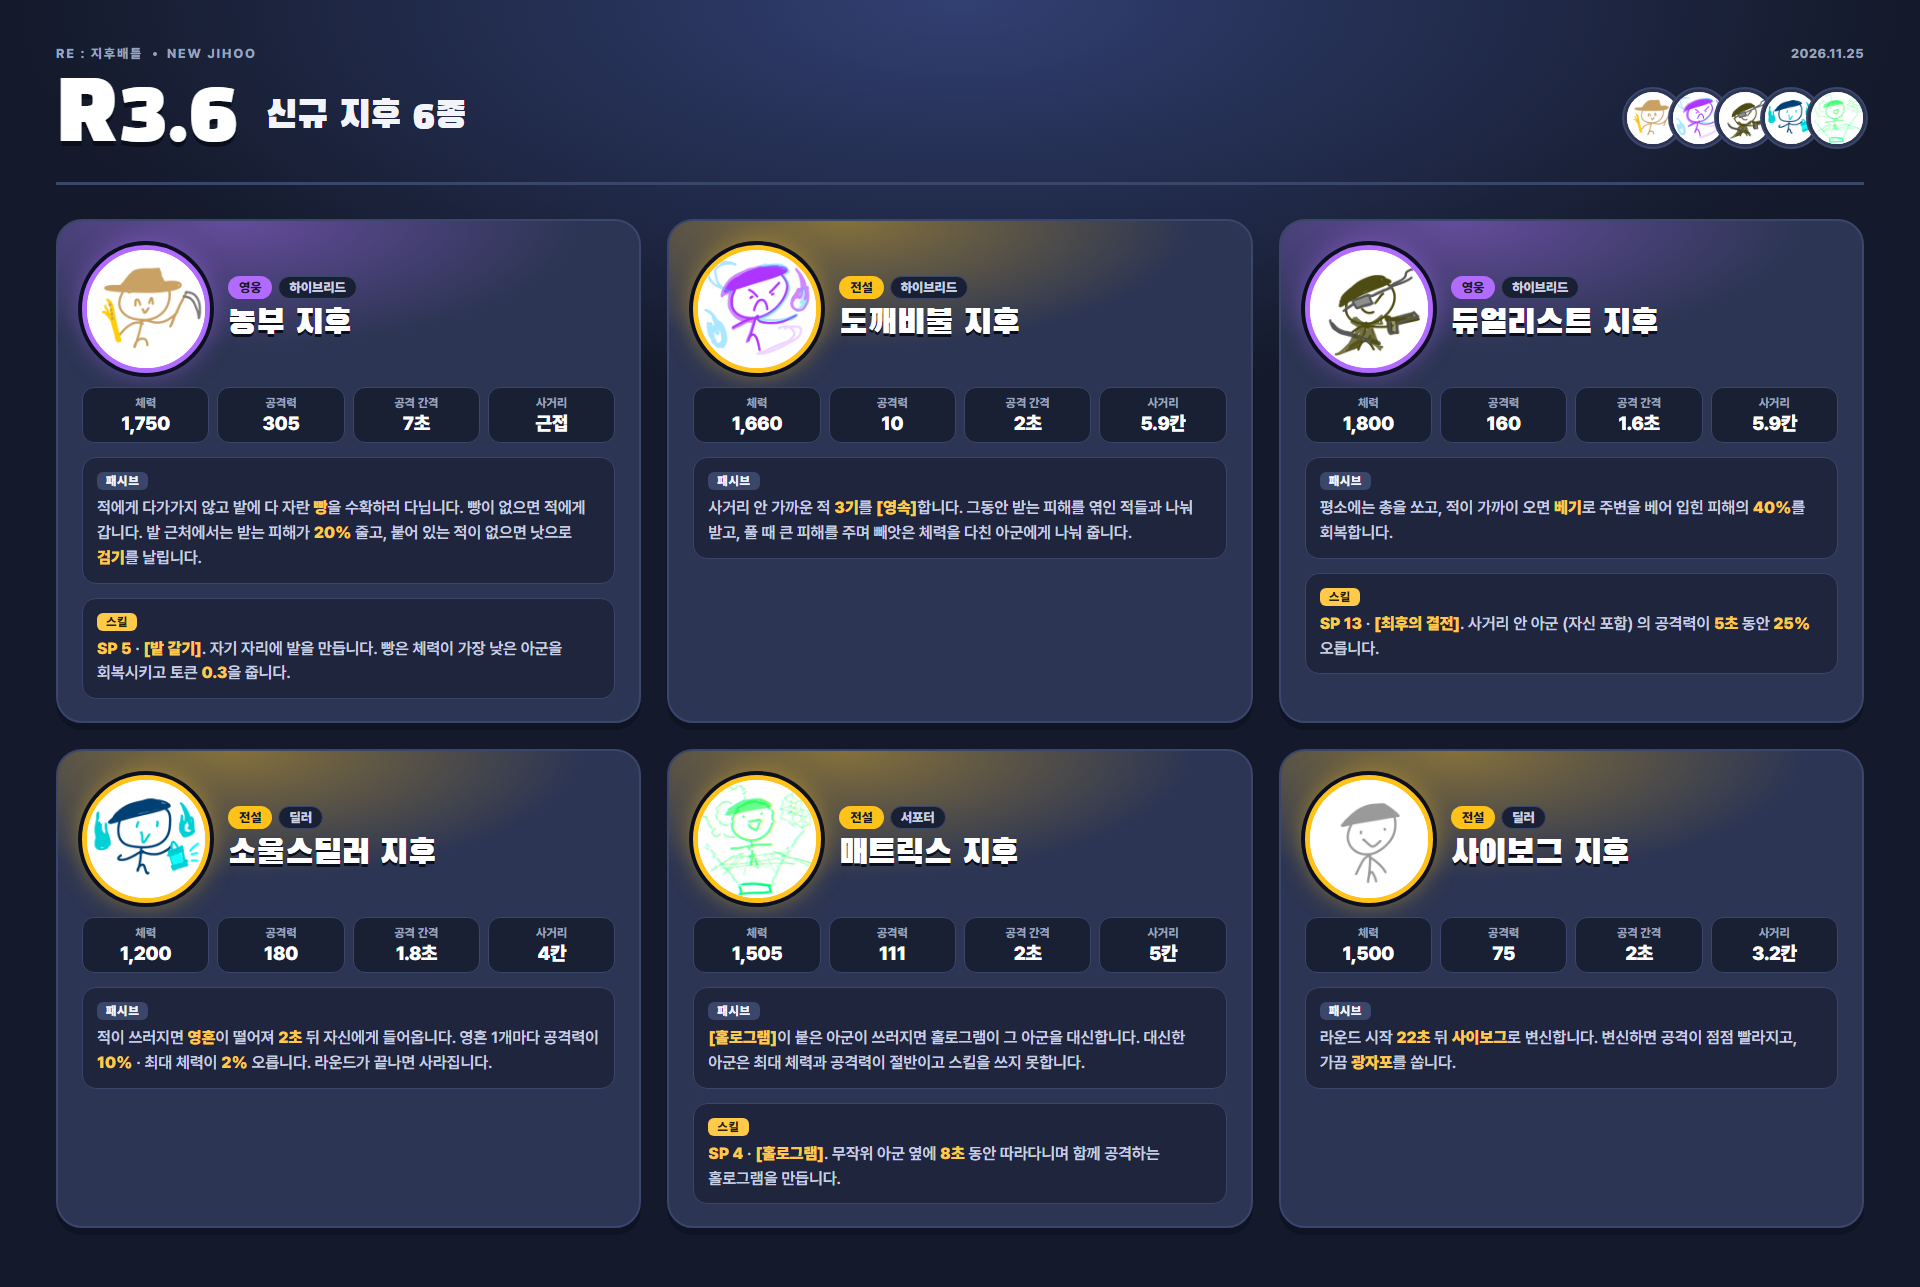 RE : 지후배틀 • NEW JIHOO
2026.11.25
R3.6 신규 지후 6종
영웅 하이브리드
농부 지후
체력 공격력 공격 간격 사거리
1,750 305 7초 근접
패시브
적에게 다가가지 않고 밭에 다 자란 빵을 수확하러 다닙니다. 빵이 없으면 적에게
갑니다. 밭 근처에서는 받는 피해가 20% 줄고, 붙어 있는 적이 없으면 낫으로
검기를 날립니다.
스킬
SP 5 · [밭 갈기]. 자기 자리에 밭을 만듭니다. 빵은 체력이 가장 낮은 아군을
회복시키고 토큰 0.3을 줍니다.
전설 하이브리드
도깨비불 지후
체력 공격력 공격 간격 사거리
1,660 10 2초 5.9칸
패시브
사거리 안 가까운 적 3기를 [영속]합니다. 그동안 받는 피해를 엮인 적들과 나눠
받고, 풀 때 큰 피해를 주며 빼앗은 체력을 다친 아군에게 나눠 줍니다.
영웅 하이브리드
듀얼리스트 지후
체력 공격력 공격 간격 사거리
1,800 160 1.6초 5.9칸
패시브
평소에는 총을 쏘고, 적이 가까이 오면 베기로 주변을 베어 입힌 피해의 40%를
회복합니다.
스킬
SP 13 · [최후의 결전]. 사거리 안 아군 (자신 포함) 의 공격력이 5초 동안 25%
오릅니다.
전설 딜러
소울스틸러 지후
체력 공격력 공격 간격 사거리
1,200 180 1.8초 4칸
패시브
적이 쓰러지면 영혼이 떨어져 2초 뒤 자신에게 들어옵니다. 영혼 1개마다 공격력이
10% · 최대 체력이 2% 오릅니다. 라운드가 끝나면 사라집니다.
전설 서포터
매트릭스 지후
체력 공격력 공격 간격 사거리
1,505 111 2초 5칸
패시브
[홀로그램]이 붙은 아군이 쓰러지면 홀로그램이 그 아군을 대신합니다. 대신한
아군은 최대 체력과 공격력이 절반이고 스킬을 쓰지 못합니다.
스킬
SP 4 · [홀로그램]. 무작위 아군 옆에 8초 동안 따라다니며 함께 공격하는
홀로그램을 만듭니다.
전설 딜러
사이보그 지후
체력 공격력 공격 간격 사거리
1,500 75 2초 3.2칸
패시브
라운드 시작 22초 뒤 사이보그로 변신합니다. 변신하면 공격이 점점 빨라지고,
가끔 광자포를 쏩니다.